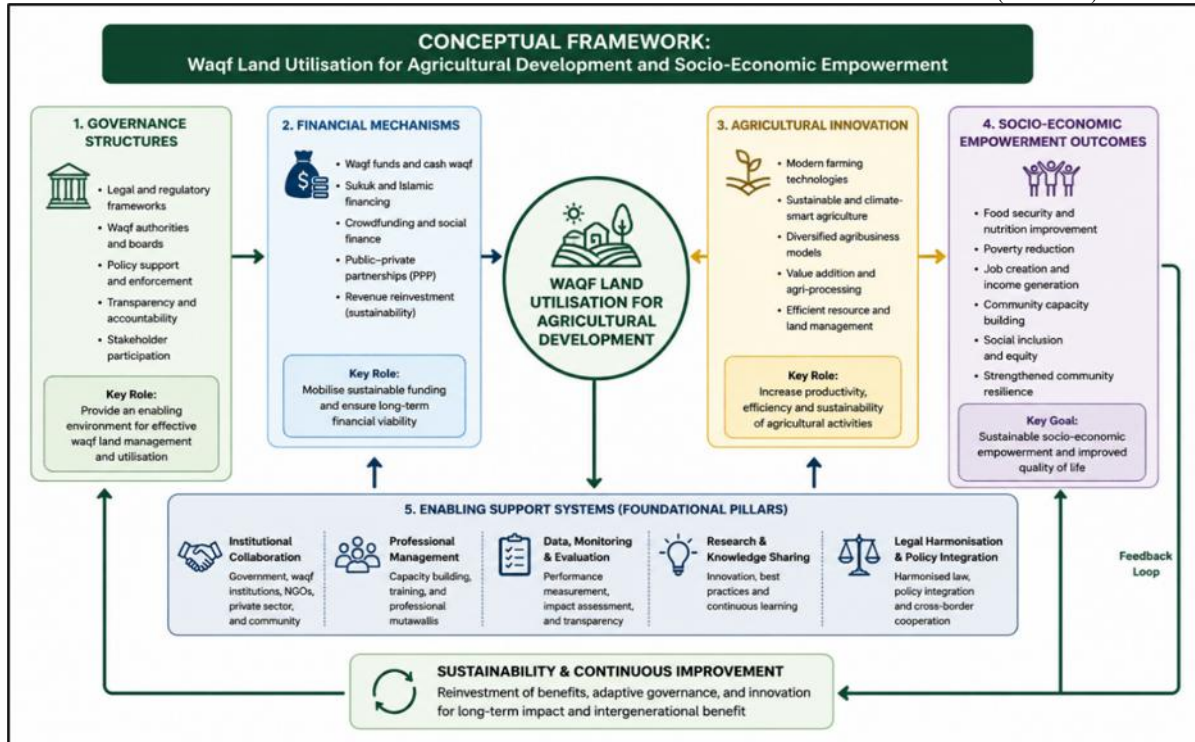 CONCEPTUAL FRAMEWORK:
Waqf Land Utilisation for Agricultural Development and Socio-Economic Empowerment
1. GOVERNANCE
STRUCTURES
• Legal and regulatory
frameworks
• Waqf authorities
and boards
• Policy support
and enforcement
• Transparency and
accountability
• Stakeholder
participation
Key Role:
Provide an enabling
environment for effective
waqf land management
and utilisation
2. FINANCIAL MECHANISMS
$
• Waqf funds and cash waqf
• Sukuk and Islamic
financing
• Crowdfunding and social
finance
• Public–private
partnerships (PPP)
• Revenue reinvestment
(sustainability)
Key Role:
Mobilise sustainable funding
and ensure long-term
financial viability
WAQF LAND
UTILISATION FOR
AGRICULTURAL
DEVELOPMENT
3. AGRICULTURAL INNOVATION
• Modern farming
technologies
• Sustainable and climate-
smart agriculture
• Diversified agribusiness
models
• Value addition and
agri-processing
• Efficient resource and
land management
Key Role:
Increase productivity,
efficiency and sustainability
of agricultural activities
4. SOCIO-ECONOMIC
EMPOWERMENT OUTCOMES
• Food security and
nutrition improvement
• Poverty reduction
• Job creation and
income generation
• Community capacity
building
• Social inclusion
and equity
• Strengthened community
resilience
Key Goal:
Sustainable socio-economic
empowerment and improved
quality of life
5. ENABLING SUPPORT SYSTEMS (FOUNDATIONAL PILLARS)
Institutional
Collaboration
Government, waqf
institutions, NGOs,
private sector,
and community
Professional
Management
Capacity building,
training, and
professional
mutawallis
Data, Monitoring
& Evaluation
Performance
measurement,
impact assessment,
and transparency
Research &
Knowledge Sharing
Innovation, best
practices and
continuous learning
Legal Harmonisation
& Policy Integration
Harmonised law,
policy integration
and cross-border
cooperation
Feedback
Loop
SUSTAINABILITY & CONTINUOUS IMPROVEMENT
Reinvestment of benefits, adaptive governance, and innovation
for long-term impact and intergenerational benefit